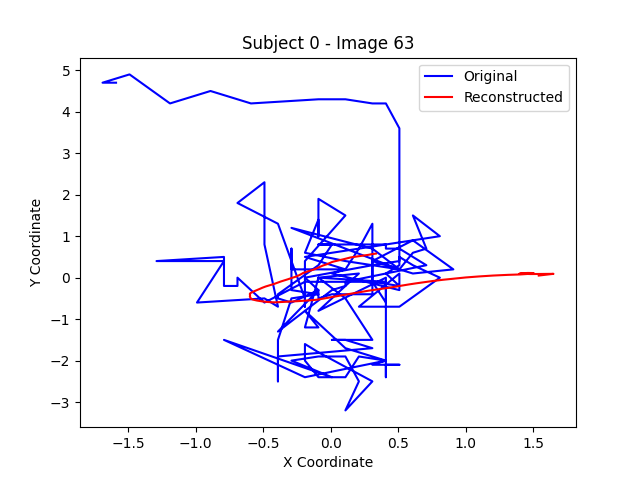 Subject 0 - Image 63
Original
Reconstructed
Y Coordinate
5
4
3
2
1
0
−1
−2
−3
−1.5 −1.0 −0.5 0.0 0.5 1.0 1.5
X Coordinate